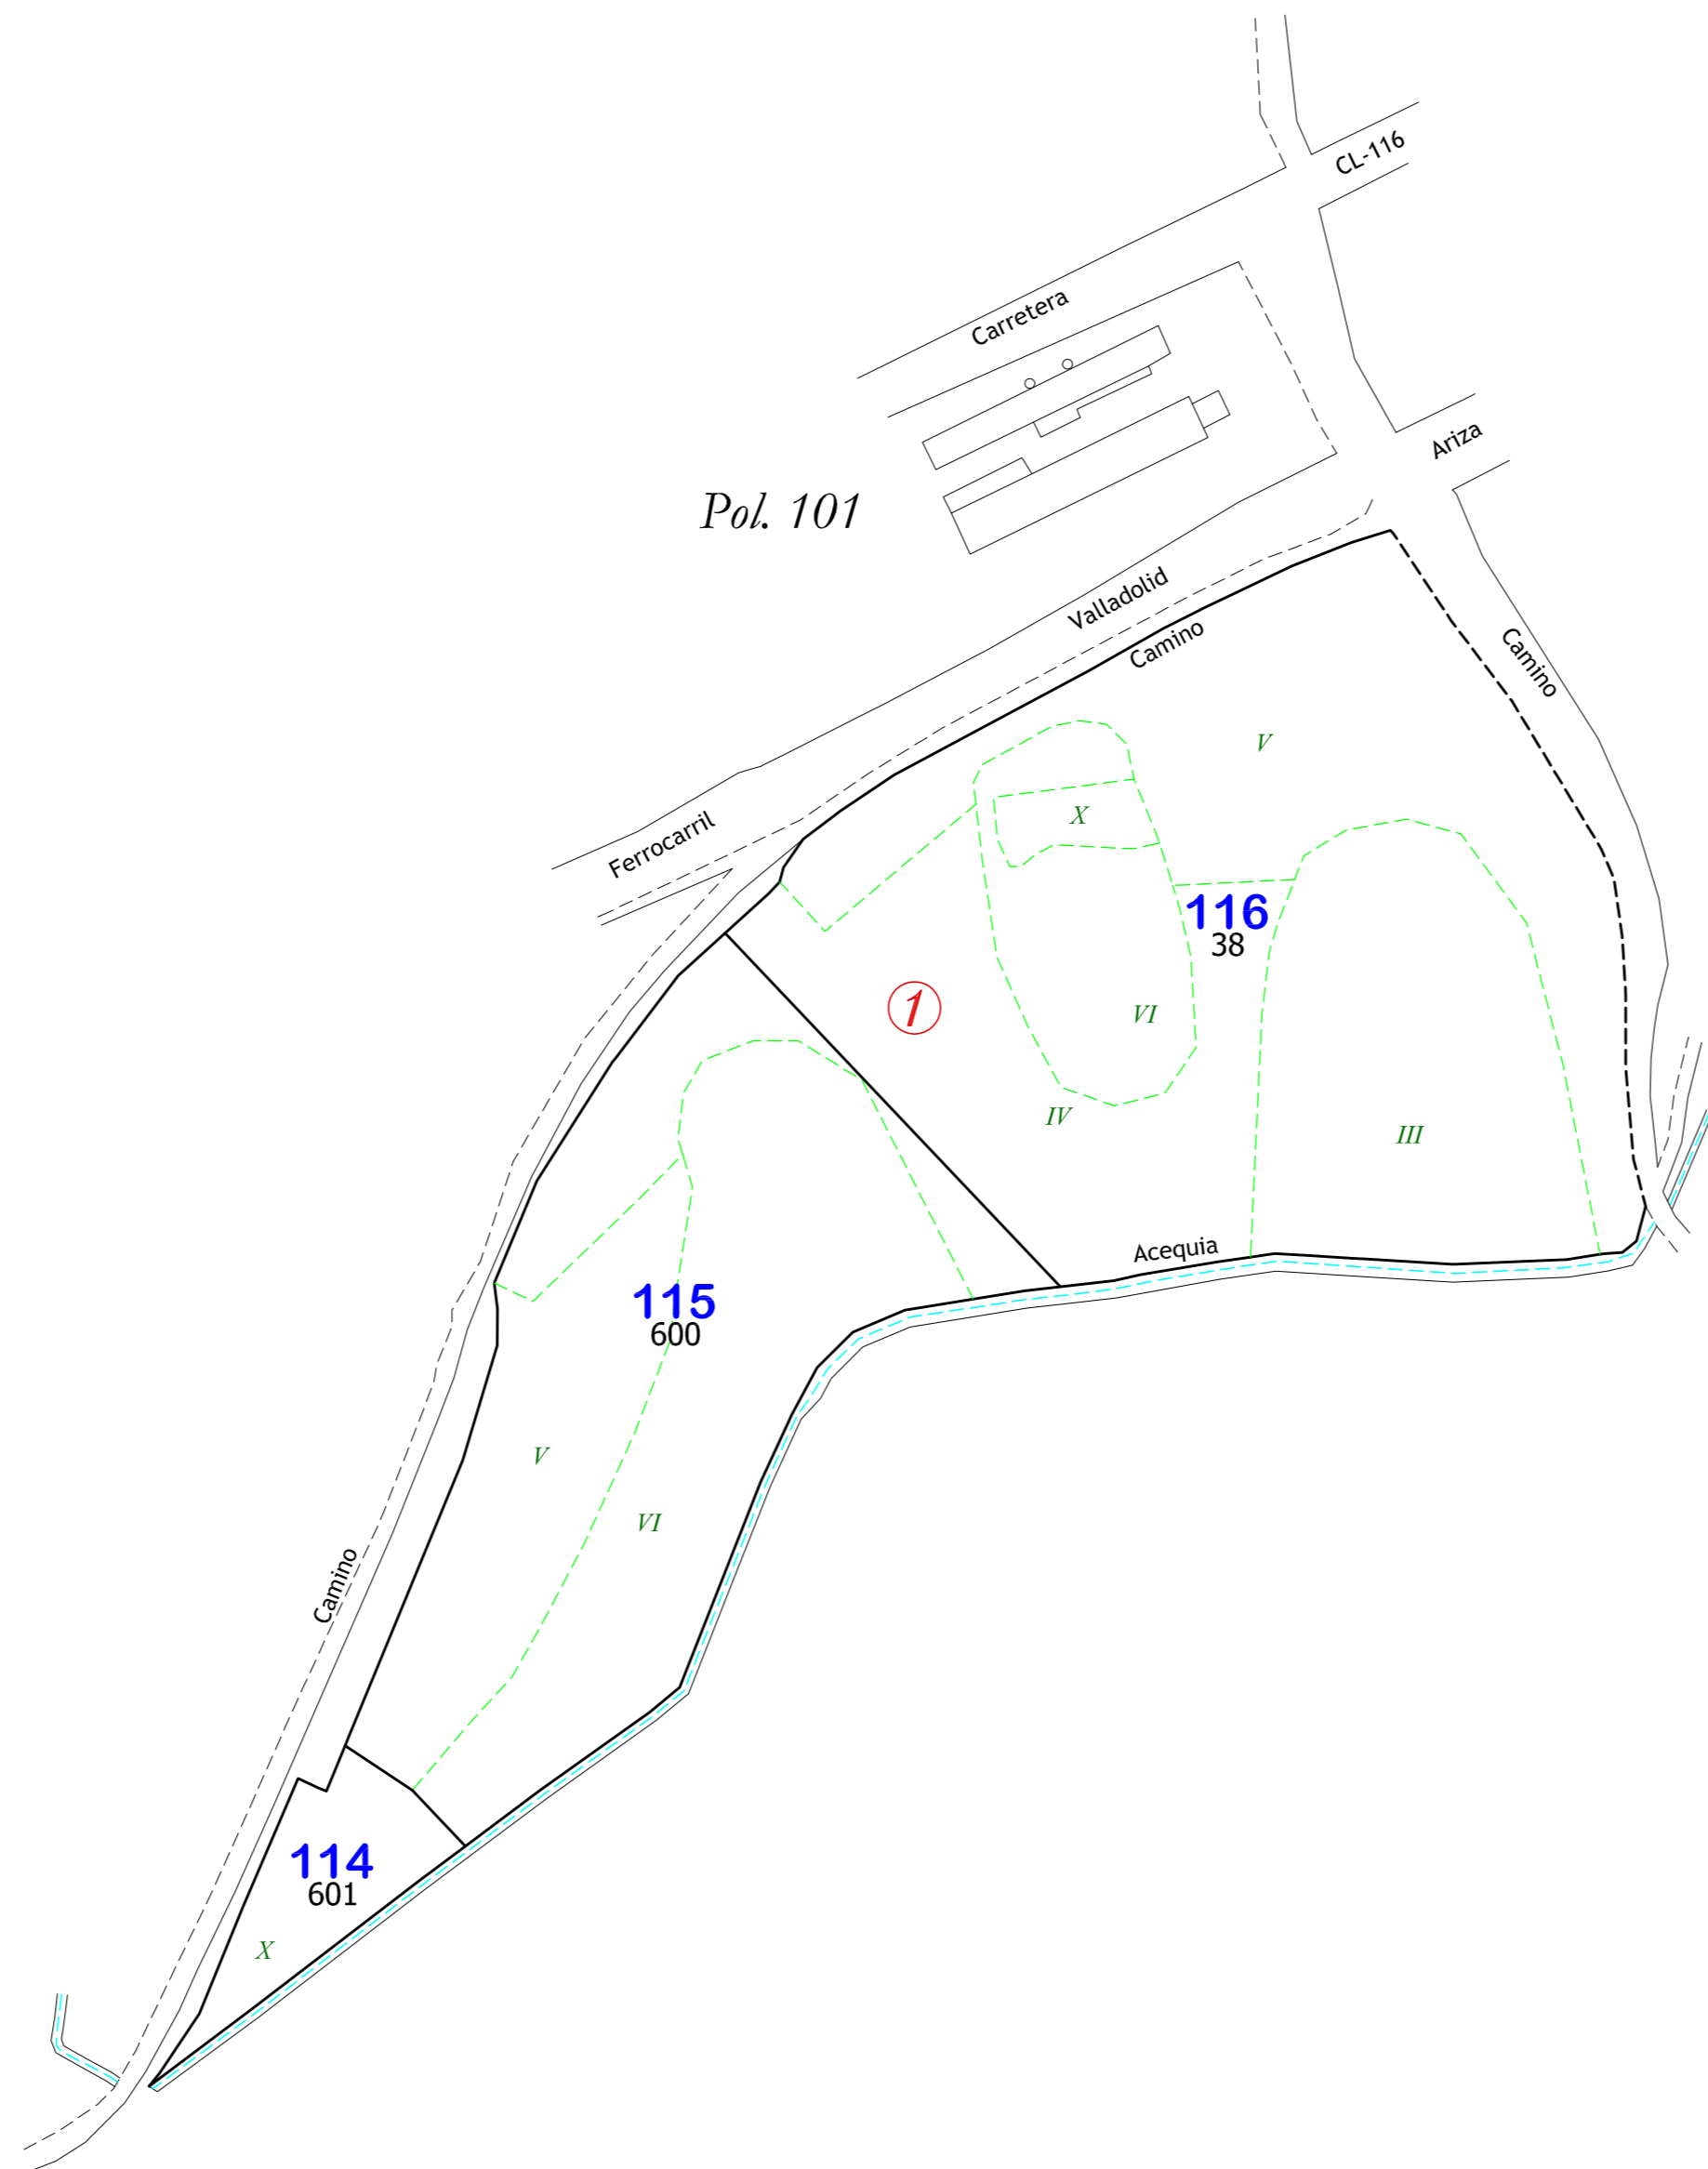 CL-116
Carretera
Ariza
Pol. 101
Valladolid
Camino
Camino
V
X
Ferrocarril
116
38
1
VI
IV
III
Acequia
115
600
V
VI
Camino
114
601
X